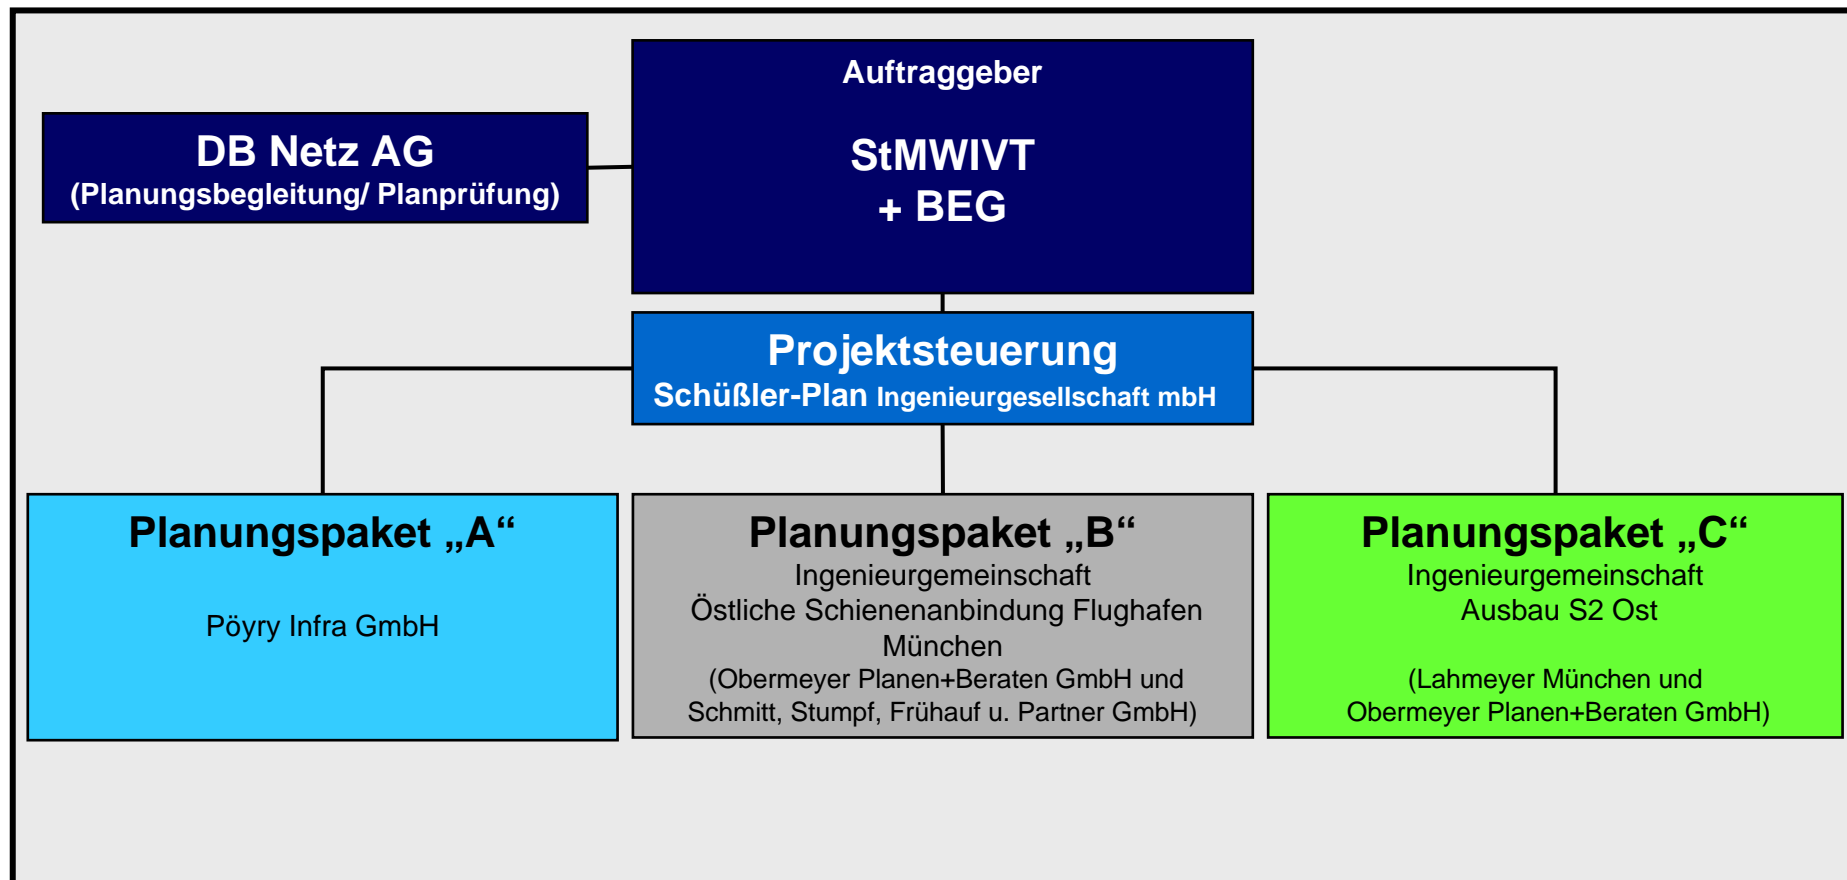 Auftraggeber
StMWIVT
+ BEG
DB Netz AG
(Planungsbegleitung/ Planprüfung)
Projektsteuerung
Schüßler-Plan Ingenieurgesellschaft mbH
Planungspaket „A“
Pöyry Infra GmbH
Planungspaket „B“
Ingenieurgemeinschaft
Östliche Schienenanbindung Flughafen
München
(Obermeyer Planen+Beraten GmbH und
Schmitt, Stumpf, Frühauf u. Partner GmbH)
Planungspaket „C“
Ingenieurgemeinschaft
Ausbau S2 Ost
(Lahmeyer München und
Obermeyer Planen+Beraten GmbH)